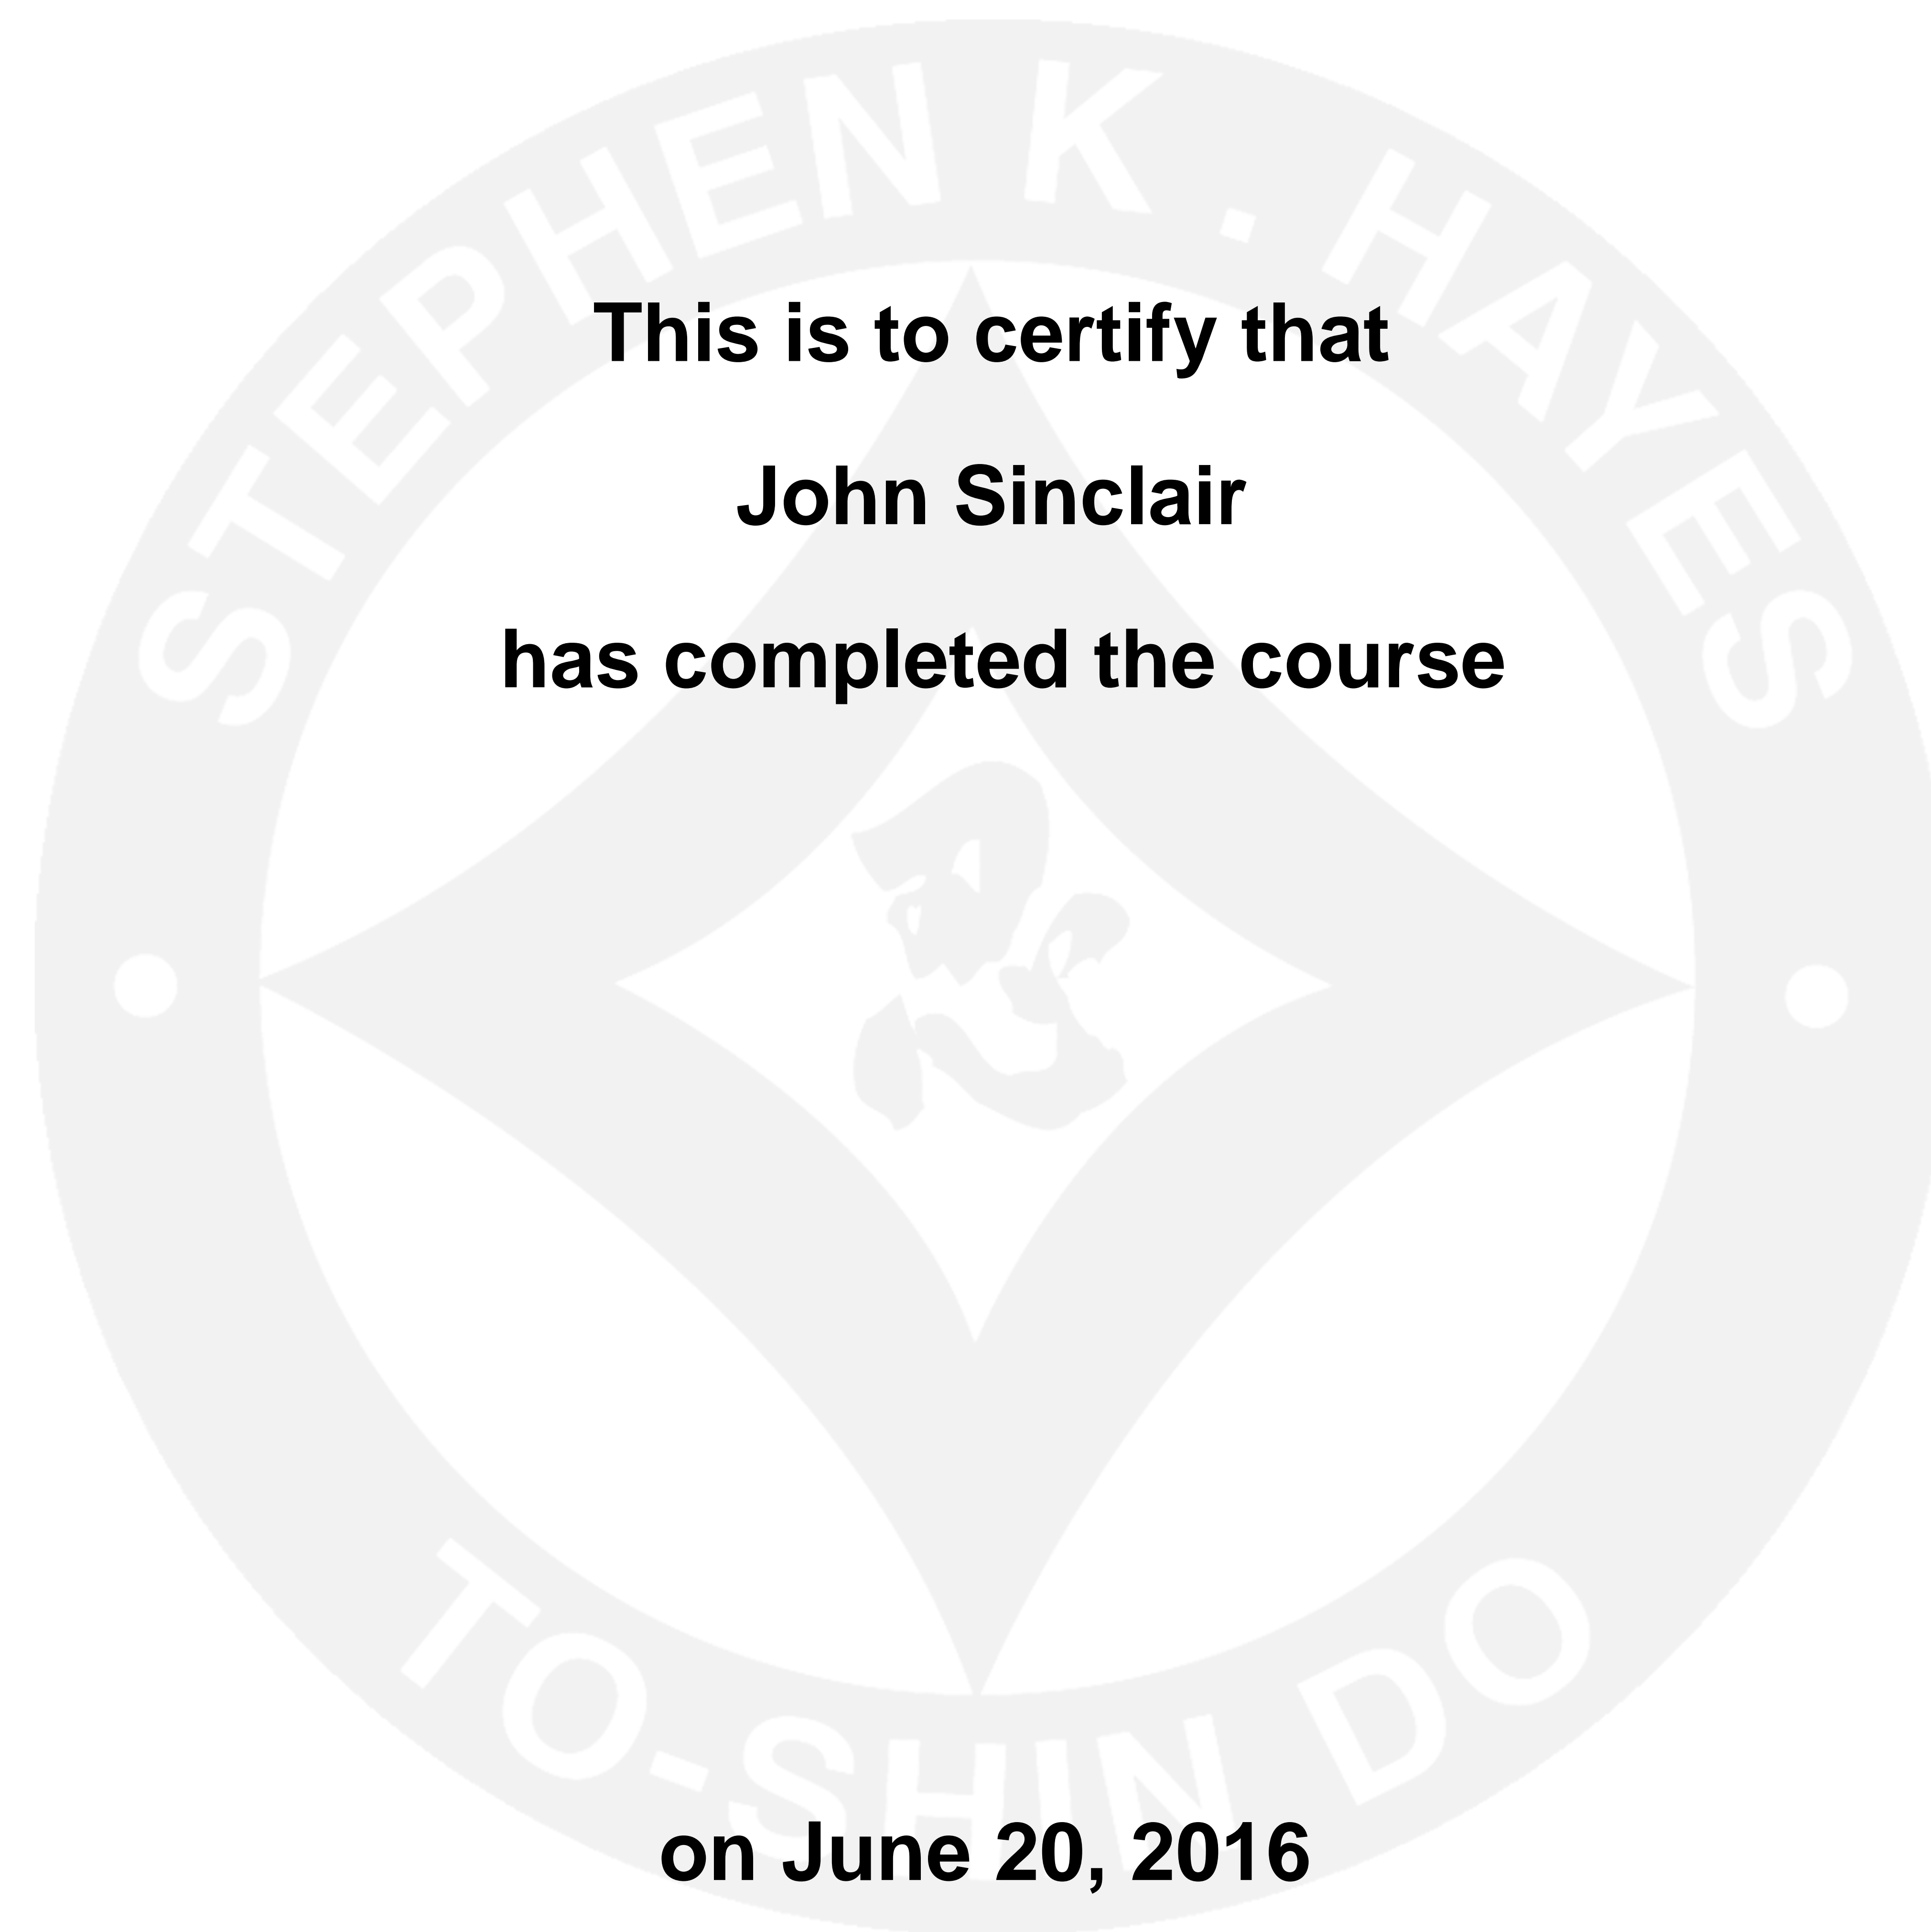 STEPHEN K. HAYES
This is to certify that
John Sinclair
has completed the course
忍
TO-SHIN DO
on June 20, 2016